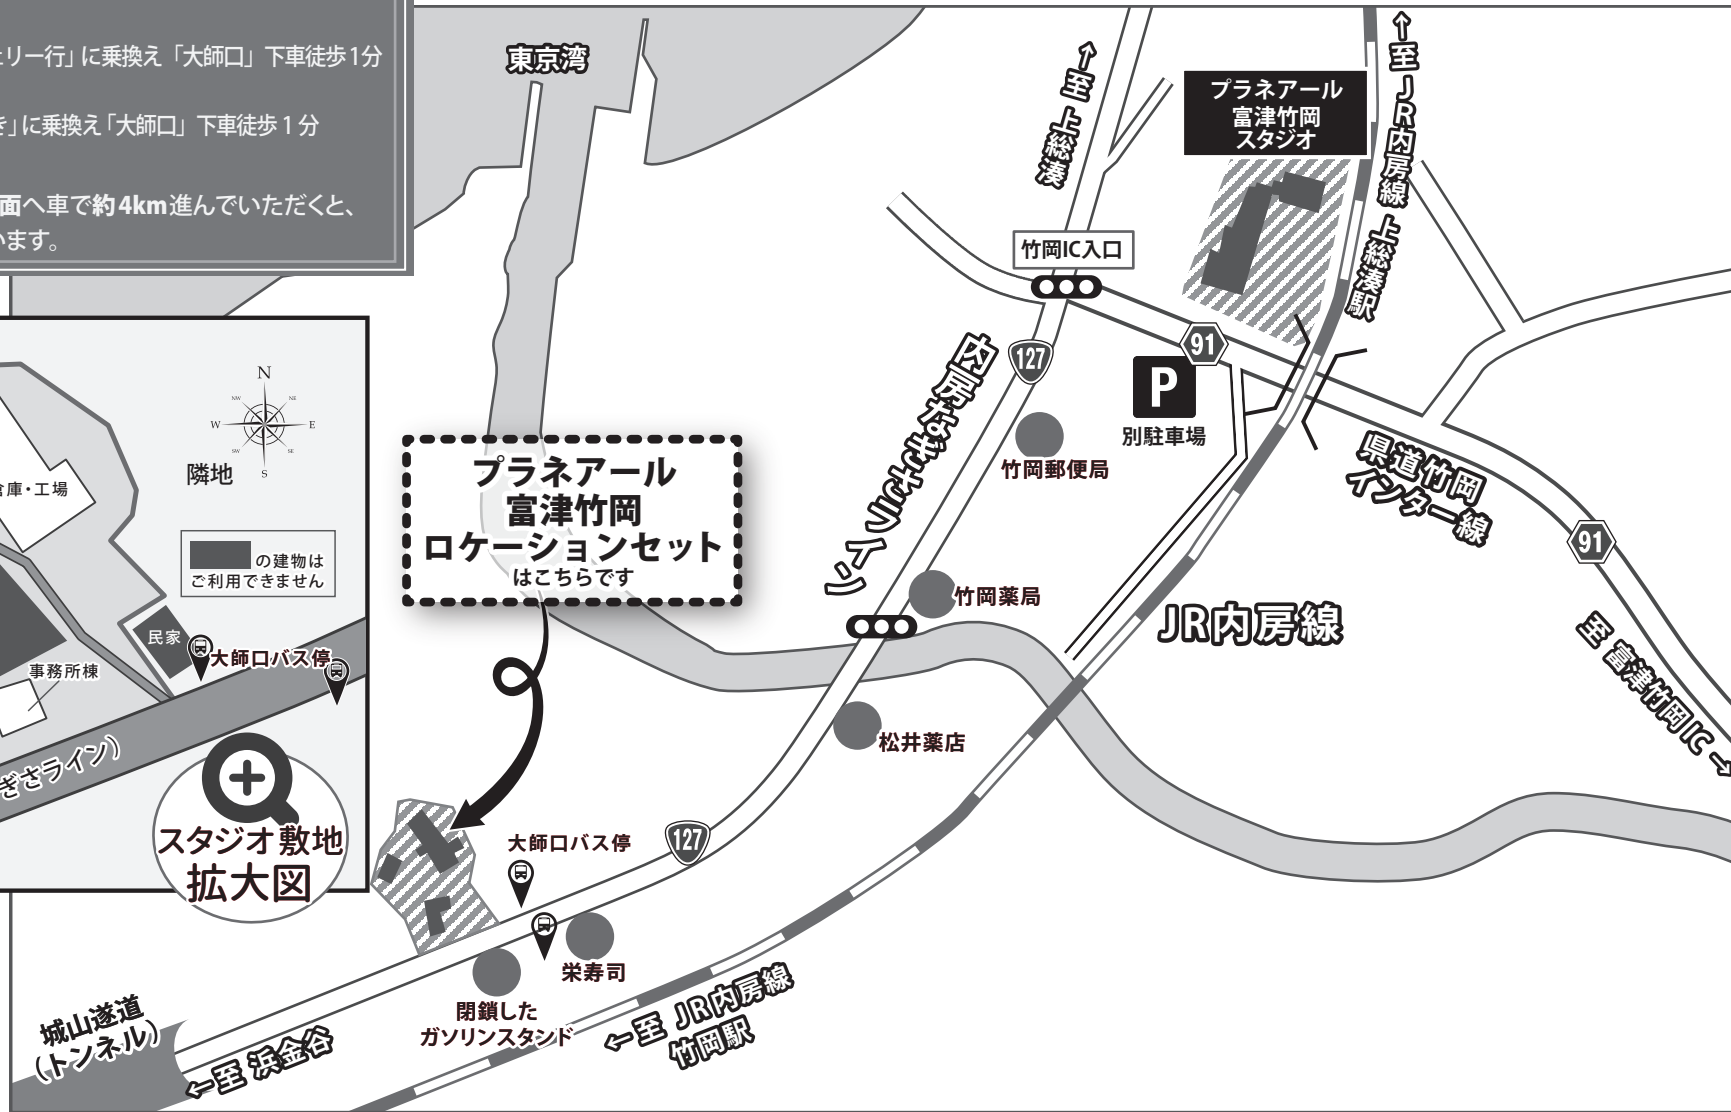 ェリー行」に乗換え「大師口」下車徒歩1分
き」に乗換え「大師口」下車徒歩1分
面へ車で約4km進んでいただくと、
います。
東京湾
↑至 上総湊
プラネアール
富津竹岡
スタジオ
↑至 JR内房線 上総湊駅
竹岡IC入口
91
P
別駐車場
127
内房なぎさライン
竹岡郵便局
県道竹岡
インター線
91
至 富津竹岡IC→
JR内房線
竹岡薬局
松井薬店
プラネアール
富津竹岡
ロケーションセット
はこちらです
N
NW
NE
W
E
SW
SE
S
隣地
倉庫・工場
の建物は
ご利用できません
民家
大師口バス停
事務所棟
ぎさライン）
スタジオ敷地
拡大図
大師口バス停
127
栄寿司
閉鎖した
ガソリンスタンド
←至 JR内房線
竹岡駅
城山遂道
（トンネル）
←至 浜金谷